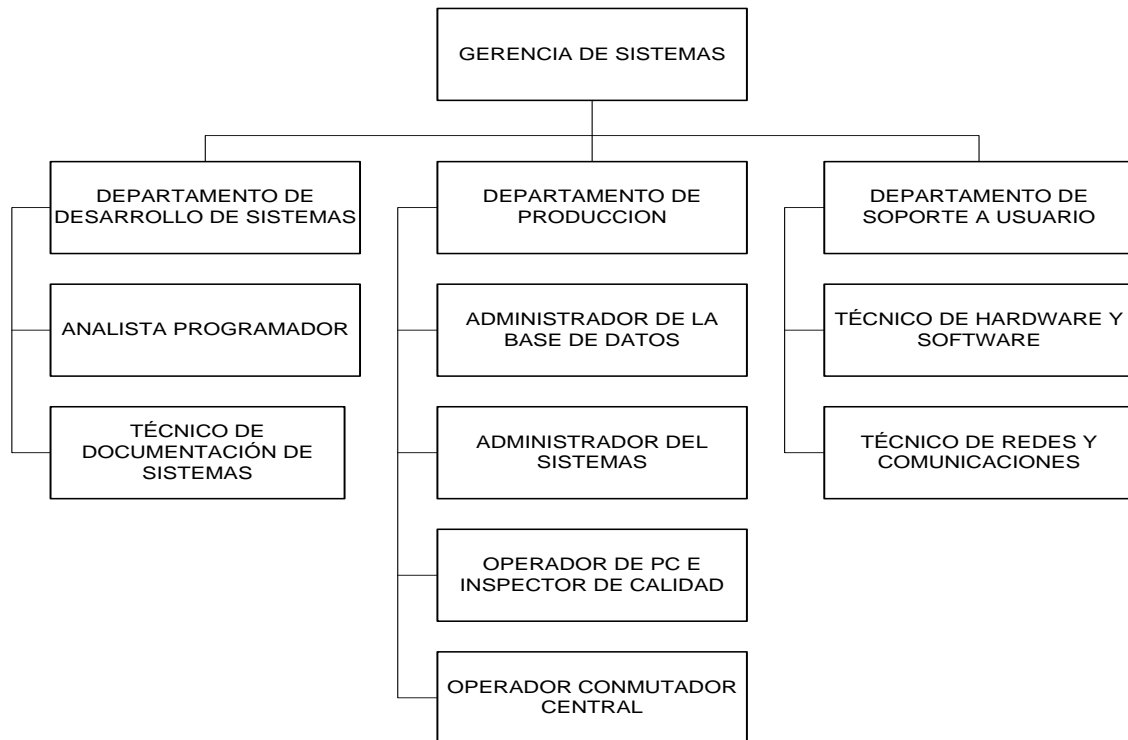 GERENCIA DE SISTEMAS
DEPARTAMENTO DE
DESARROLLO DE SISTEMAS
ANALISTA PROGRAMADOR
TÉCNICO DE
DOCUMENTACIÓN DE
SISTEMAS
DEPARTAMENTO DE
PRODUCCION
ADMINISTRADOR DE LA
BASE DE DATOS
ADMINISTRADOR DEL
SISTEMAS
OPERADOR DE PC E
INSPECTOR DE CALIDAD
OPERADOR CONMUTADOR
CENTRAL
DEPARTAMENTO DE
SOPORTE A USUARIO
TÉCNICO DE HARDWARE Y
SOFTWARE
TÉCNICO DE REDES Y
COMUNICACIONES